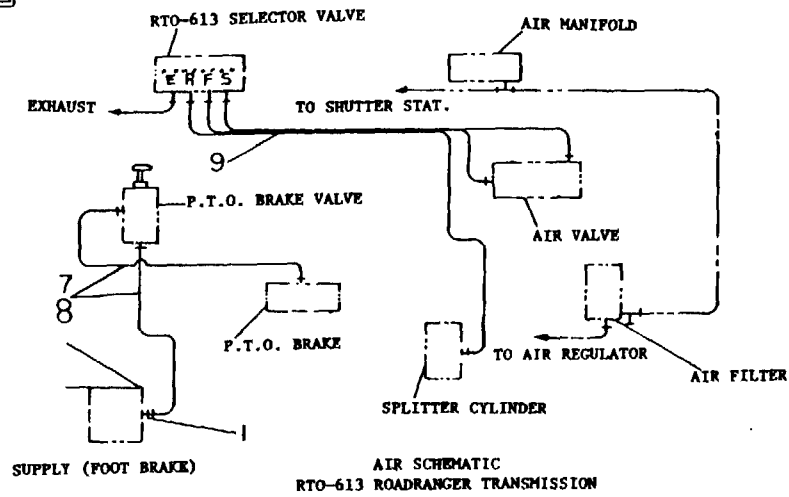 RTO-613 SELECTOR VALVE
AIR MANIFOLD
E R F S
EXHAUST
TO SHUTTER STAT.
9
P.T.O. BRAKE VALVE
AIR VALVE
7
8
P.T.O. BRAKE
TO AIR REGULATOR
AIR FILTER
SPLITTER CYLINDER
1
SUPPLY (FOOT BRAKE)
AIR SCHEMATIC
RTO-613 ROADRANGER TRANSMISSION